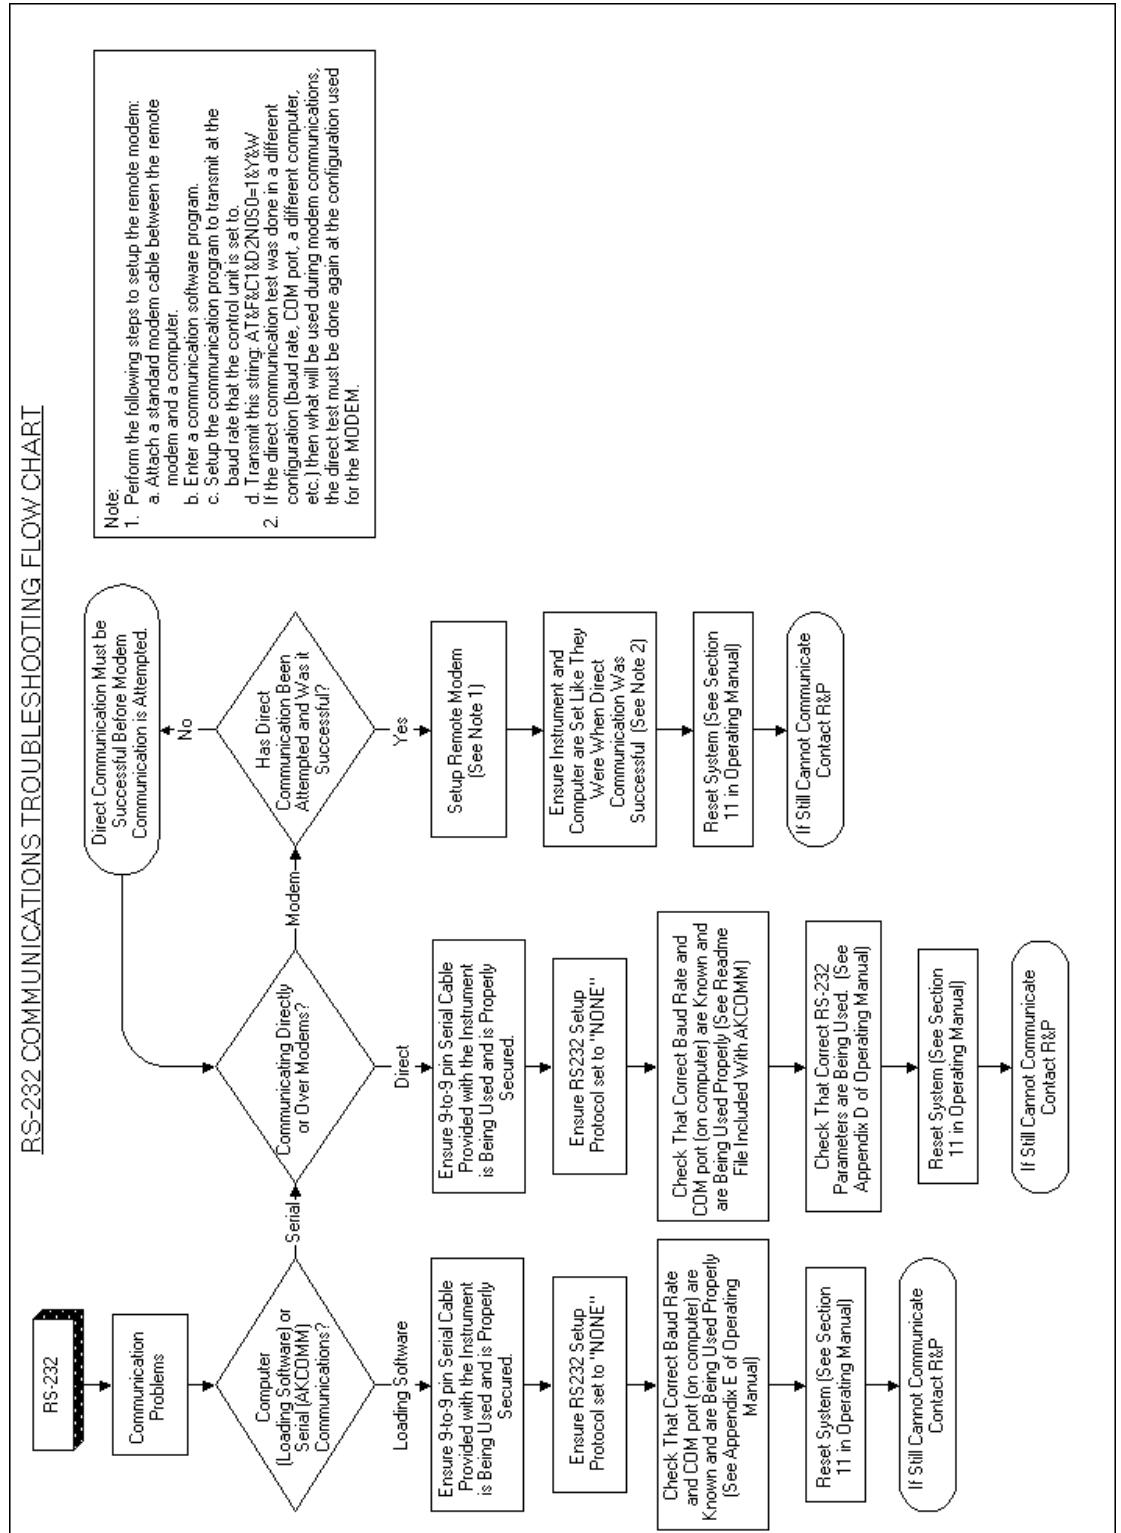 RS-232 COMMUNICATIONS TROUBLESHOOTING FLOW CHART
RS-232
Communication
Problems
Computer
(Loading Software) or
Serial (AKCOMM)
Communications?
Serial
Loading Software
Ensure 9-to-9 pin Serial Cable
Provided with the Instrument
is Being Used and is Properly
Secured.
Ensure RS232 Setup
Protocol set to "NONE"
Check That Correct Baud Rate
and COM port (on computer) are
Known and are Being Used Properly
(See Appendix E of Operating
Manual)
Reset System (See Section
11 in Operating Manual)
If Still Cannot Communicate
Contact R&P
Communicating Directly
or Over Modems?
Modem
Direct
Ensure 9-to-9 pin Serial Cable
Provided with the Instrument
is Being Used and is Properly
Secured.
Ensure RS232 Setup
Protocol set to "NONE"
Check That Correct Baud Rate and
COM port (on computer) are Known and
are Being Used Properly (See Readme
File Included With AKCOMM)
Check That Correct RS-232
Parameters are Being Used. (See
Appendix D of Operating Manual)
Reset System (See Section
11 in Operating Manual)
If Still Cannot Communicate
Contact R&P
Direct Communication Must be
Successful Before Modem
Communication is Attempted.
No
Has Direct
Communication Been
Attempted and Was it
Successful?
Yes
Setup Remote Modem
(See Note 1)
Ensure Instrument and
Computer are Set Like They
Were When Direct
Communication Was
Successful (See Note 2)
Reset System (See Section
11 in Operating Manual)
If Still Cannot Communicate
Contact R&P
Note:
1. Perform the following steps to setup the remote modem:
a. Attach a standard modem cable between the remote
modem and a computer.
b. Enter a communication software program.
c. Setup the communication program to transmit at the
baud rate that the control unit is set to.
d. Transmit this string: AT&F&C1&D2N0S0=1&Y&W
2. If the direct communication test was done in a different
configuration (baud rate, COM port, a different computer,
etc.) then what will be used during modem communications,
the direct test must be done again at the configuration used
for the MODEM.